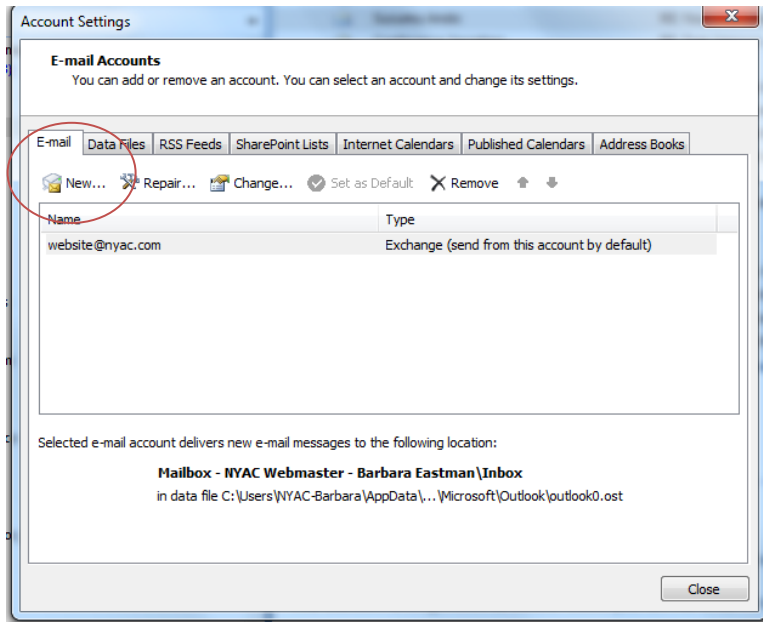 Account Settings
E-mail Accounts
You can add or remove an account. You can select an account and change its settings.
E-mail Data Files RSS Feeds SharePoint Lists Internet Calendars Published Calendars Address Books
New... Repair... Change... Set as Default Remove
Name Type
website@nyac.com Exchange (send from this account by default)
Selected e-mail account delivers new e-mail messages to the following location:
Mailbox - NYAC Webmaster - Barbara Eastman\Inbox
in data file C:\Users\NYAC-Barbara\AppData\...\Microsoft\Outlook\outlook0.ost
Close